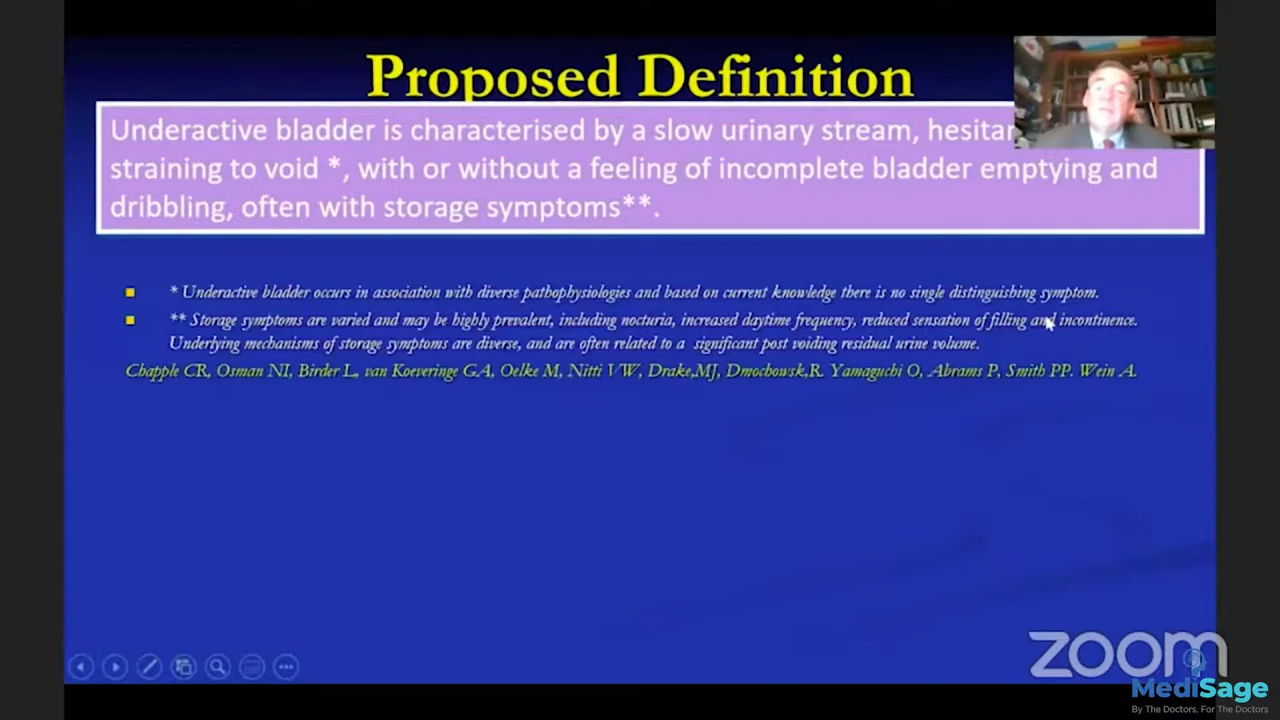 Proposed Definition
Underactive bladder is characterised by a slow urinary stream,
straining to void *, with or without a feeling of incomplete bladder emptying and
dribbling, often with storage symptoms**.
* Underactive bladder occurs in association with diverse pathophysiologies and based on current knowledge there is no single distinguishing symptom.
** Storage symptoms are varied and may be highly prevalent, including nocturia, increased daytime frequency, reduced sensation of filling and incontinence.
Underlying mechanisms of storage symptoms are diverse, and are often related to a significant post voiding residual urine volume.
Chapple CR, Osman NI, Birder L, van Koeveringe GA, Oelke M, Nitti VW, Drake,MJ, Dmochowsk,R. Yamaguchi O, Abrams P, Smith PP. Wein A.
zoom
MediSage
By The Doctors, For The Doctors